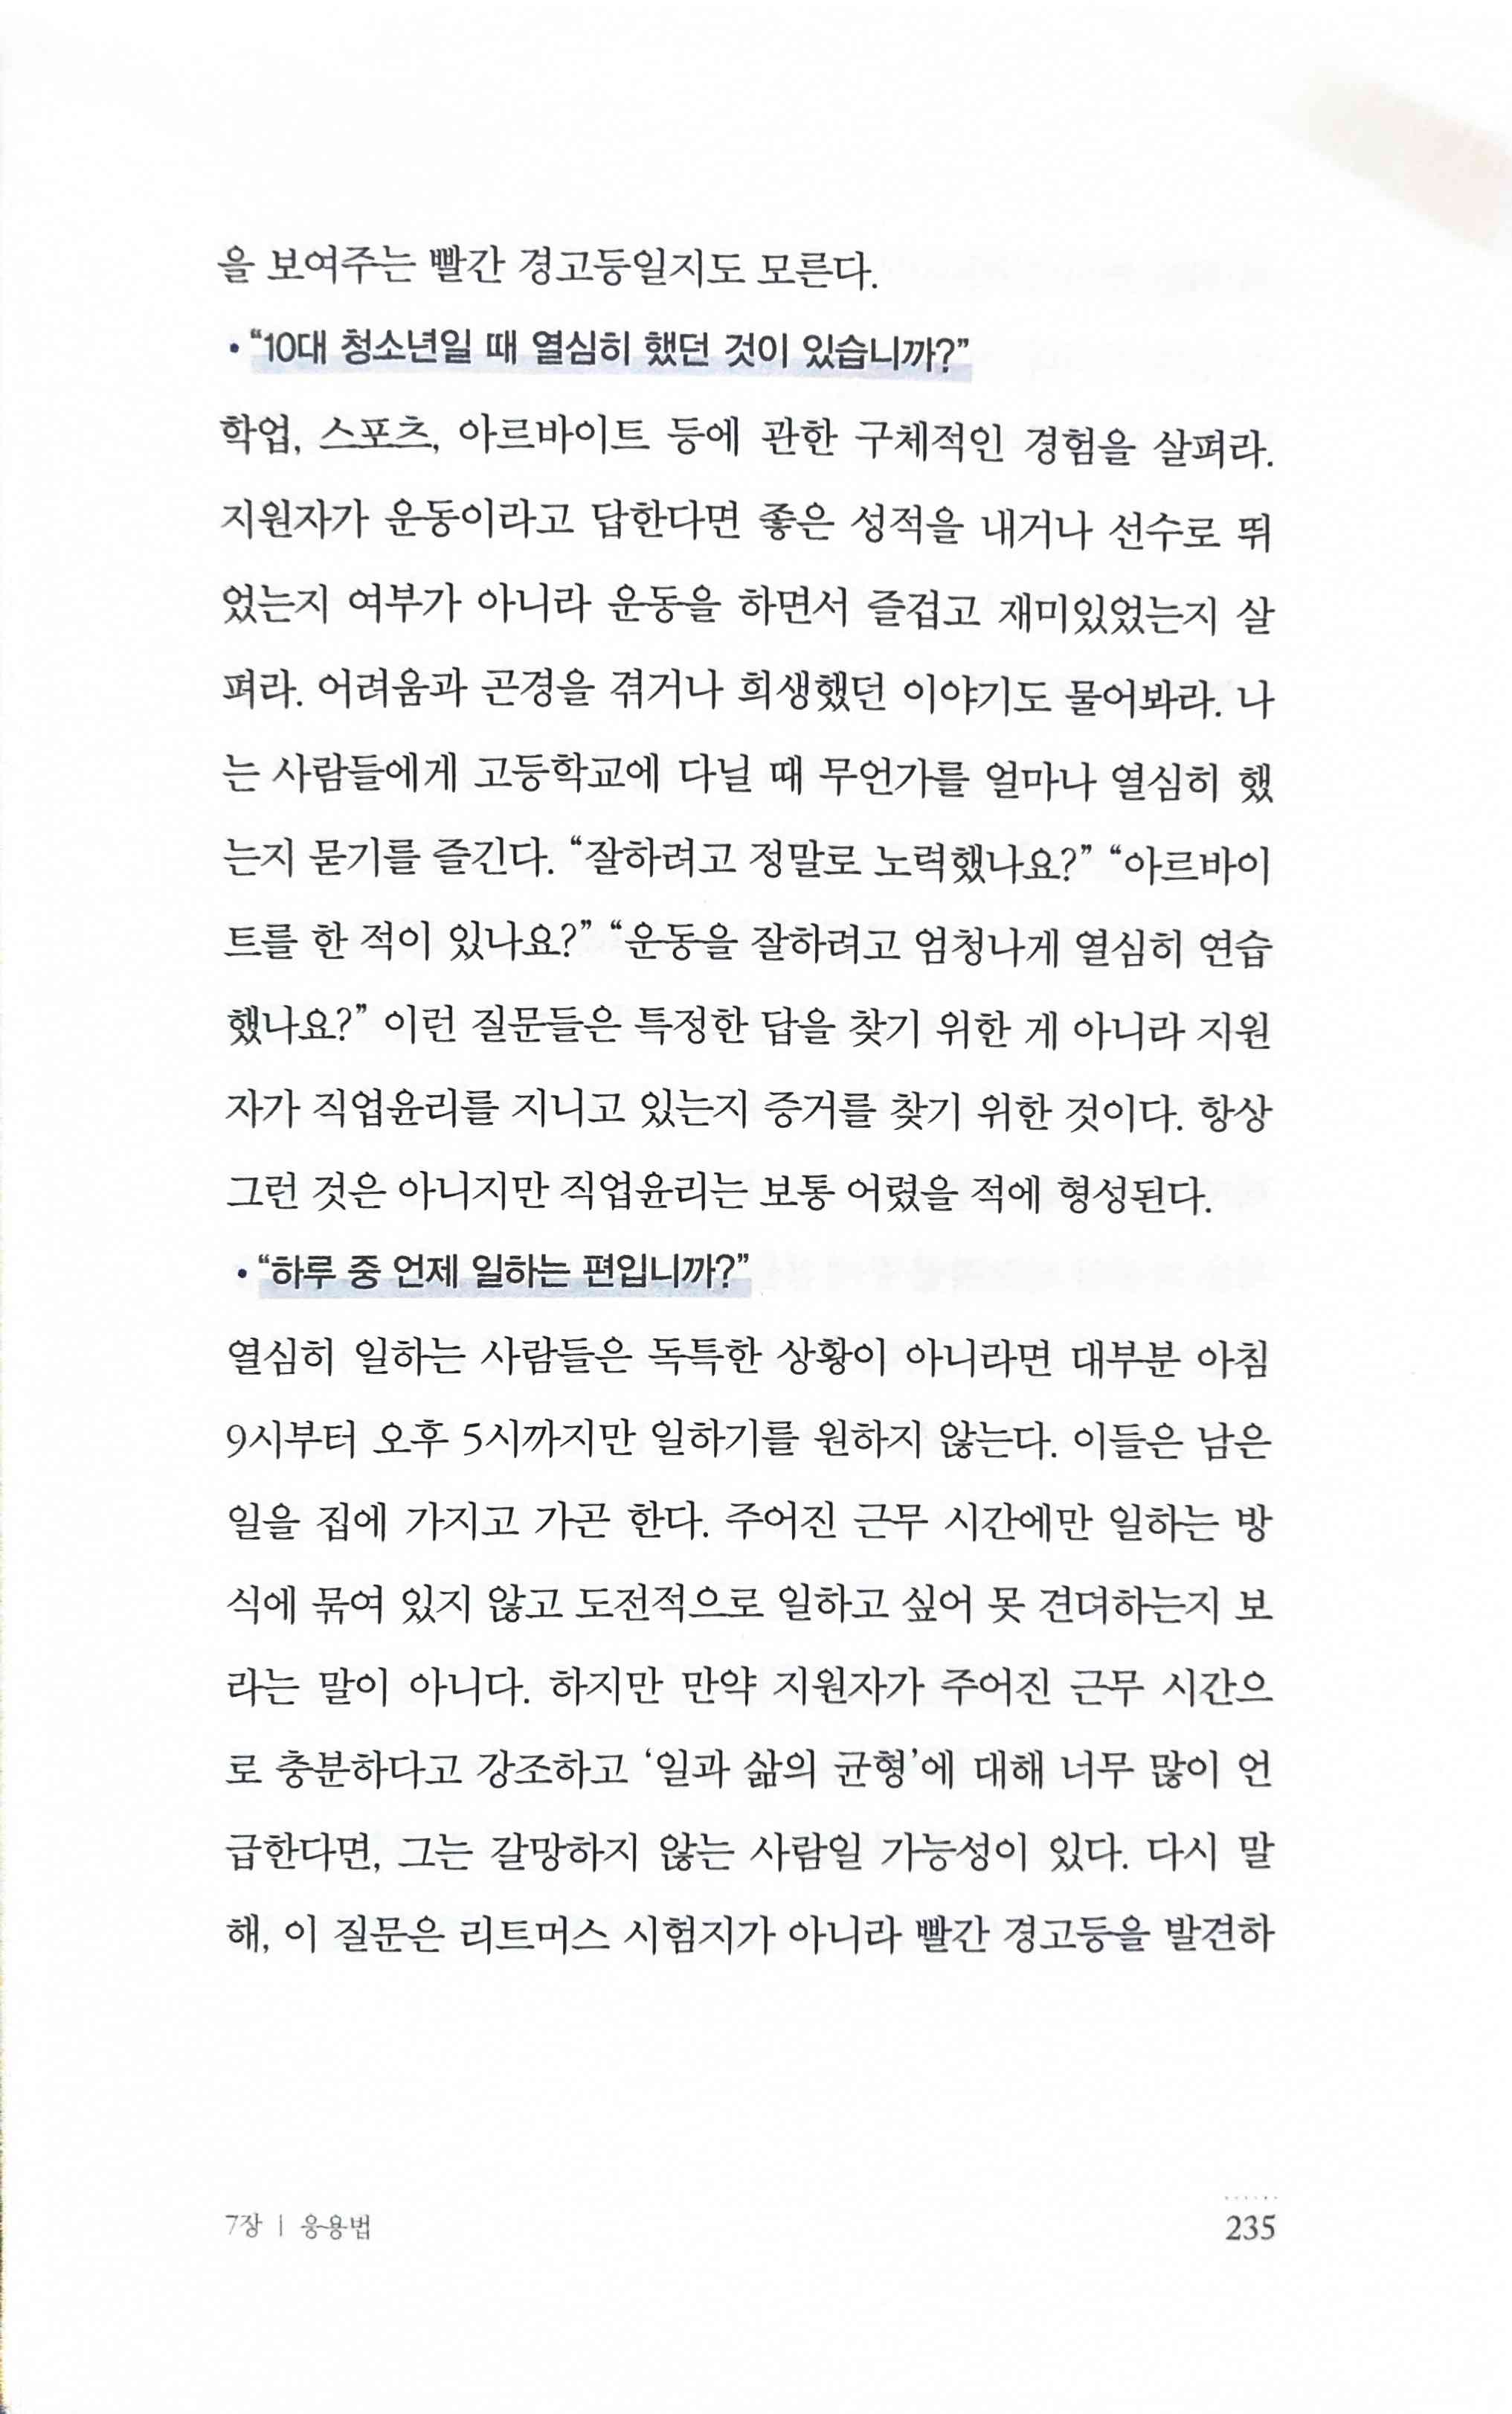 을 보여주는 빨간 경고등일지도 모른다.
• “10대 청소년일 때 열심히 했던 것이 있습니까?”
학업, 스포츠, 아르바이트 등에 관한 구체적인 경험을 살펴라.
지원자가 운동이라고 답한다면 좋은 성적을 내거나 선수로 뛰
었는지 여부가 아니라 운동을 하면서 즐겁고 재미있었는지 살
펴라. 어려움과 곤경을 겪거나 희생했던 이야기도 물어봐라. 나
는 사람들에게 고등학교에 다닐 때 무언가를 얼마나 열심히 했
는지 묻기를 즐긴다. “잘하려고 정말로 노력했나요?” “아르바이
트를 한 적이 있나요?” “운동을 잘하려고 엄청나게 열심히 연습
했나요?” 이런 질문들은 특정한 답을 찾기 위한 게 아니라 지원
자가 직업윤리를 지니고 있는지 증거를 찾기 위한 것이다. 항상
그런 것은 아니지만 직업윤리는 보통 어렸을 적에 형성된다.
• “하루 중 언제 일하는 편입니까?”
열심히 일하는 사람들은 독특한 상황이 아니라면 대부분 아침
9시부터 오후 5시까지만 일하기를 원하지 않는다. 이들은 남은
일을 집에 가지고 가곤 한다. 주어진 근무 시간에만 일하는 방
식에 묶여 있지 않고 도전적으로 일하고 싶어 못 견뎌하는지 보
라는 말이 아니다. 하지만 만약 지원자가 주어진 근무 시간으
로 충분하다고 강조하고 ‘일과 삶의 균형’에 대해 너무 많이 언
급한다면, 그는 갈망하지 않는 사람일 가능성이 있다. 다시 말
해, 이 질문은 리트머스 시험지가 아니라 빨간 경고등을 발견하
7장 | 응용법
235